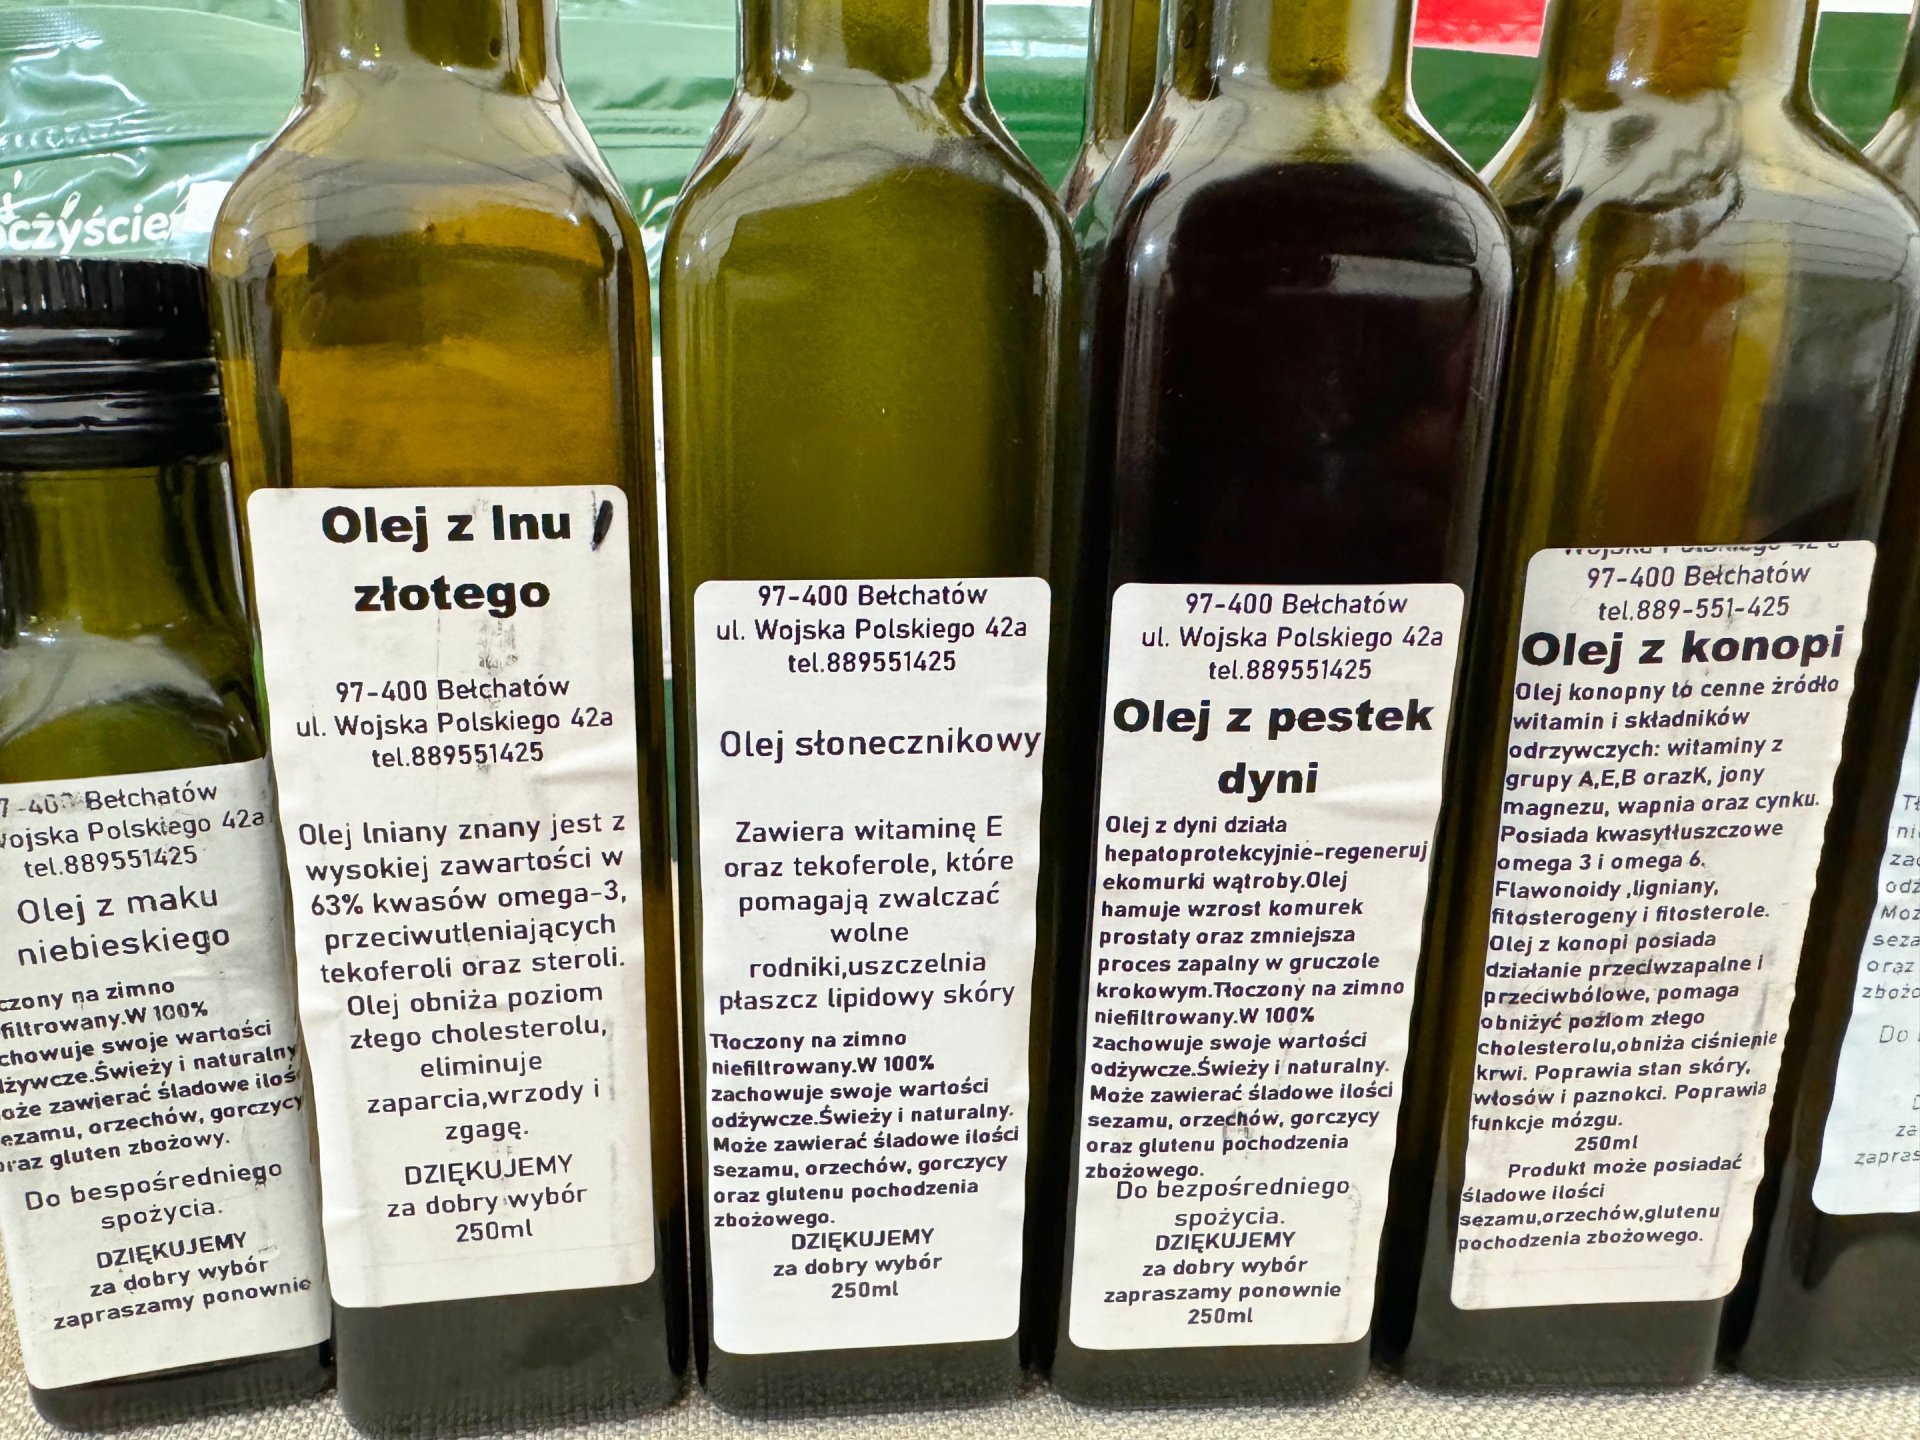 97-400 Bełchatów
Wojska Polskiego 42a
tel.889551425
Olej z maku
niebieskiego
na zimno
W 100%
swoje wartości
Świeży i naturalny
zawierać śladowe
orzechów, gorczycy
gluten zbożowy.
Do bespośredniego
spożycia.
DZIĘKUJEMY
za dobry wybór
zapraszamy ponownie
Olej z lnu
złotego
97-400 Bełchatów
ul. Wojska Polskiego 42a
tel.889551425
Olej lniany znany jest z
wysokiej zawartości w
63% kwasów omega-3,
przeciwutleniających
tekoferoli oraz steroli.
Olej obniża poziom
złego cholesterolu,
eliminuje
zaparcia,wrzody i
zgagę.
DZIĘKUJEMY
za dobry wybór
250ml
97-400 Bełchatów
ul. Wojska Polskiego 42a
tel.889551425
Olej słonecznikowy
Zawiera witaminę E
oraz tekoferole, które
pomagają zwalczać
wolne
rodniki,uszczelnia
płaszcz lipidowy skóry
Tłoczony na zimno
niefiltrowany.W 100%
zachowuje swoje wartości
odżywcze.Świeży i naturalny.
Może zawierać śladowe ilości
sezamu, orzechów, gorczycy
oraz glutenu pochodzenia
zbożowego.
DZIĘKUJEMY
za dobry wybór
250ml
97-400 Bełchatów
ul. Wojska Polskiego 42a
tel.889551425
Olej z pestek
dyni
Olej z dyni działa
hepatoprotekcyjnie-regeneruj
ekomurki wątroby.Olej
hamuje wzrost komurek
prostaty oraz zmniejsza
proces zapalny w gruczole
krokowym.Tłoczony na zimno
niefiltrowany.W 100%
zachowuje swoje wartości
odżywcze.Świeży i naturalny.
Może zawierać śladowe ilości
sezamu, orzechów, gorczycy
oraz glutenu pochodzenia
zbożowego.
Do bezpośredniego
spożycia.
DZIĘKUJEMY
za dobry wybór
zapraszamy ponownie
250ml
97-400 Bełchatów
tel.889-551-425
Olej z konopi
Olej konopny to cenne żródło
witamin i składników
odrzywczych: witaminy z
grupy A,E,B orazK, jony
magnezu, wapnia oraz cynku.
Posiada kwasytłuszczowe
omega 3 i omega 6.
Flawonoidy ,ligniany,
fitosterogeny i fitosterole.
Olej z konopi posiada
działanie przeciwzapalne i
przeciwbólowe, pomaga
obniżyć poziom złego
cholesterolu,obniża ciśnienie
krwi. Poprawia stan skóry,
włosów i paznokci. Poprawia
funkcje mózgu.
250ml
Produkt może posiadać
śladowe ilości
sezamu,orzechów,glutenu
pochodzenia zbożowego.
oraz
Do